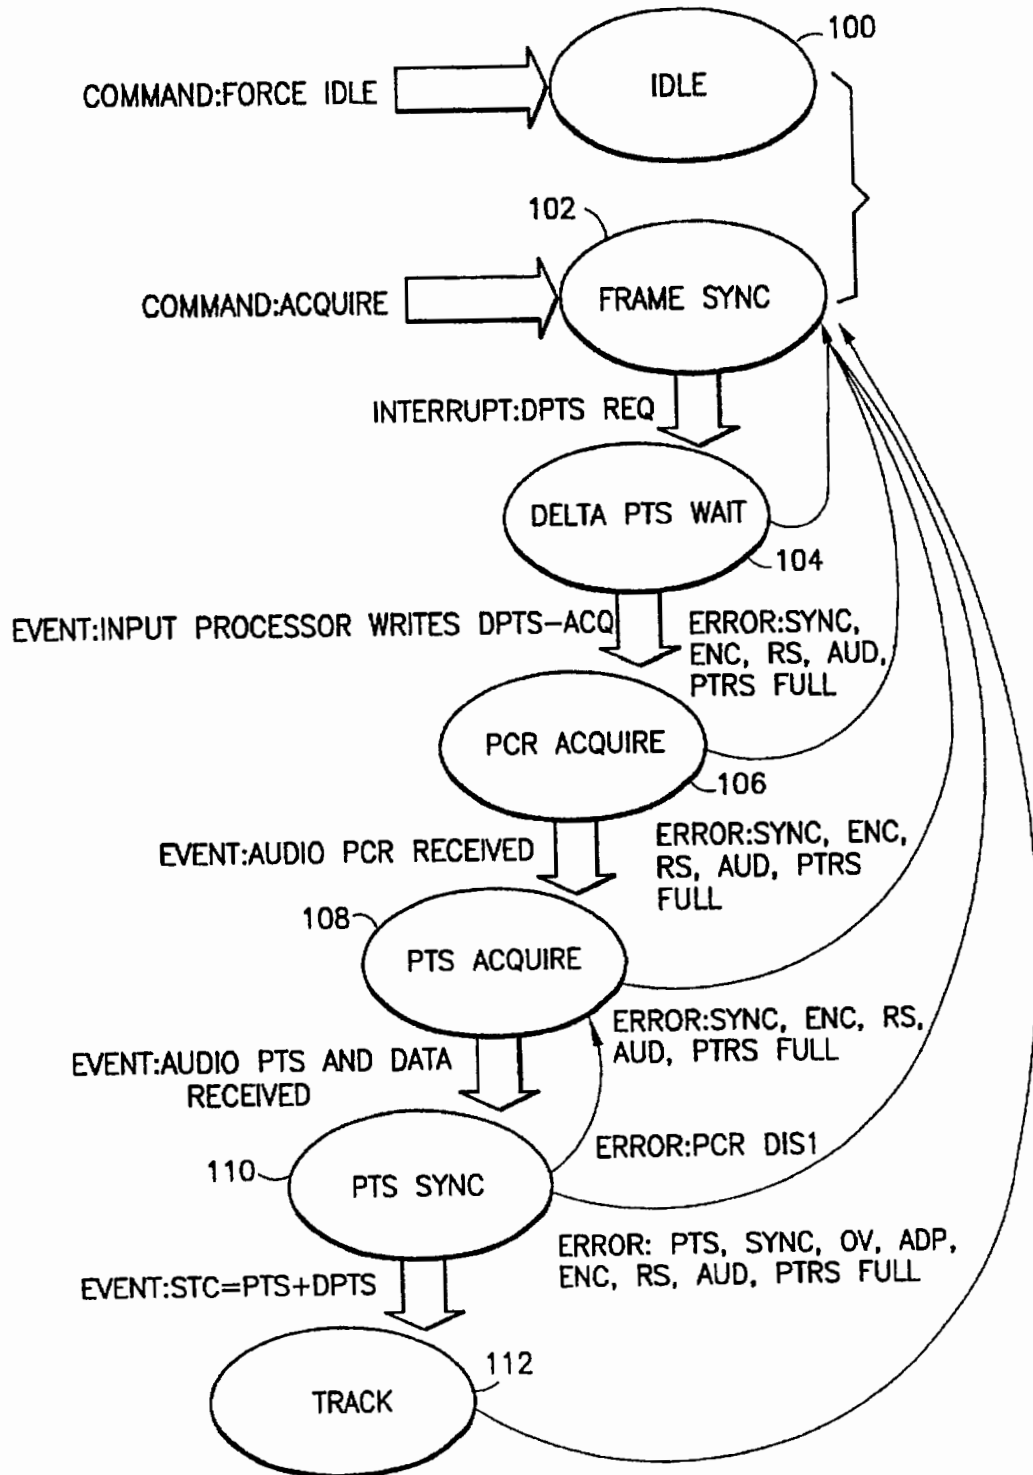 100
COMMAND:FORCE IDLE
IDLE
102
COMMAND:ACQUIRE
FRAME SYNC
INTERRUPT:DPTS REQ
DELTA PTS WAIT
104
EVENT:INPUT PROCESSOR WRITES DPTS-ACQ
ERROR:SYNC,
ENC, RS, AUD,
PTRS FULL
PCR ACQUIRE
106
EVENT:AUDIO PCR RECEIVED
ERROR:SYNC, ENC,
RS, AUD, PTRS
FULL
108
PTS ACQUIRE
ERROR:SYNC, ENC, RS,
AUD, PTRS FULL
EVENT:AUDIO PTS AND DATA
RECEIVED
ERROR:PCR DIS1
110
PTS SYNC
ERROR: PTS, SYNC, OV, ADP,
ENC, RS, AUD, PTRS FULL
EVENT:STC=PTS+DPTS
112
TRACK